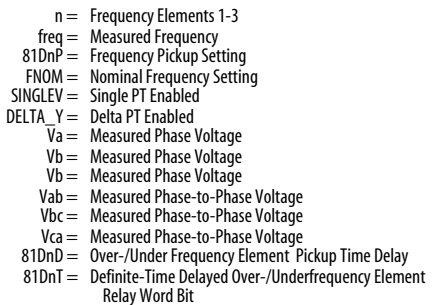 n = Frequency Elements 1-3
freq = Measured Frequency
81DnP = Frequency Pickup Setting
FNOM = Nominal Frequency Setting
SINGLEV = Single PT Enabled
DELTA_Y = Delta PT Enabled
Va = Measured Phase Voltage
Vb = Measured Phase Voltage
Vb = Measured Phase Voltage
Vab = Measured Phase-to-Phase Voltage
Vbc = Measured Phase-to-Phase Voltage
Vca = Measured Phase-to-Phase Voltage
81DnD = Over-/Under Frequency Element Pickup Time Delay
81DnT = Definite-Time Delayed Over-/Underfrequency Element
Relay Word Bit